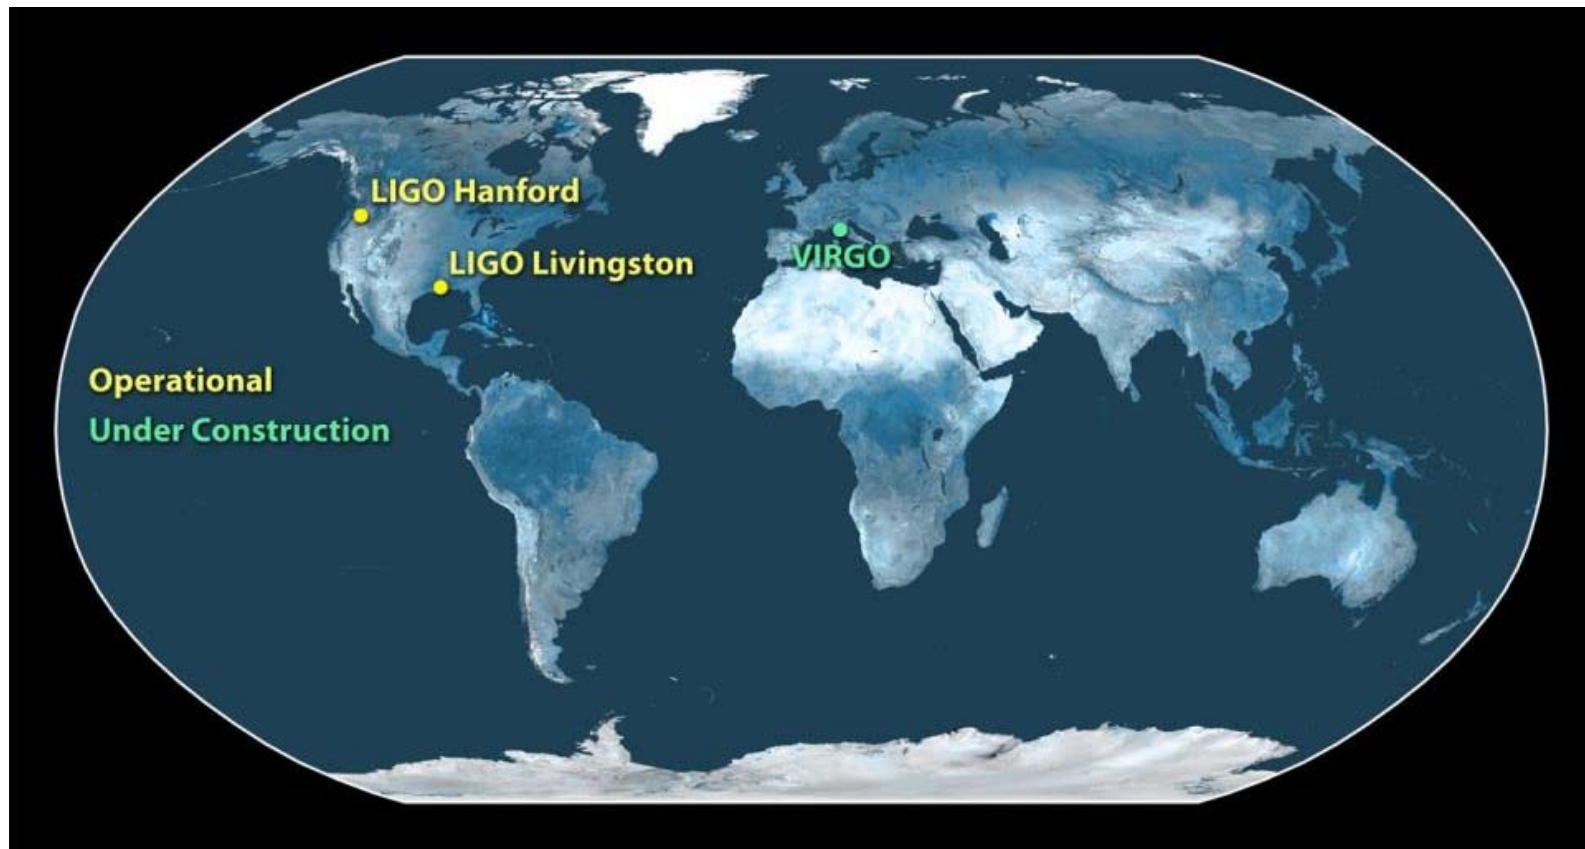 LIGO Hanford
LIGO Livingston
VIRGO
Operational
Under Construction